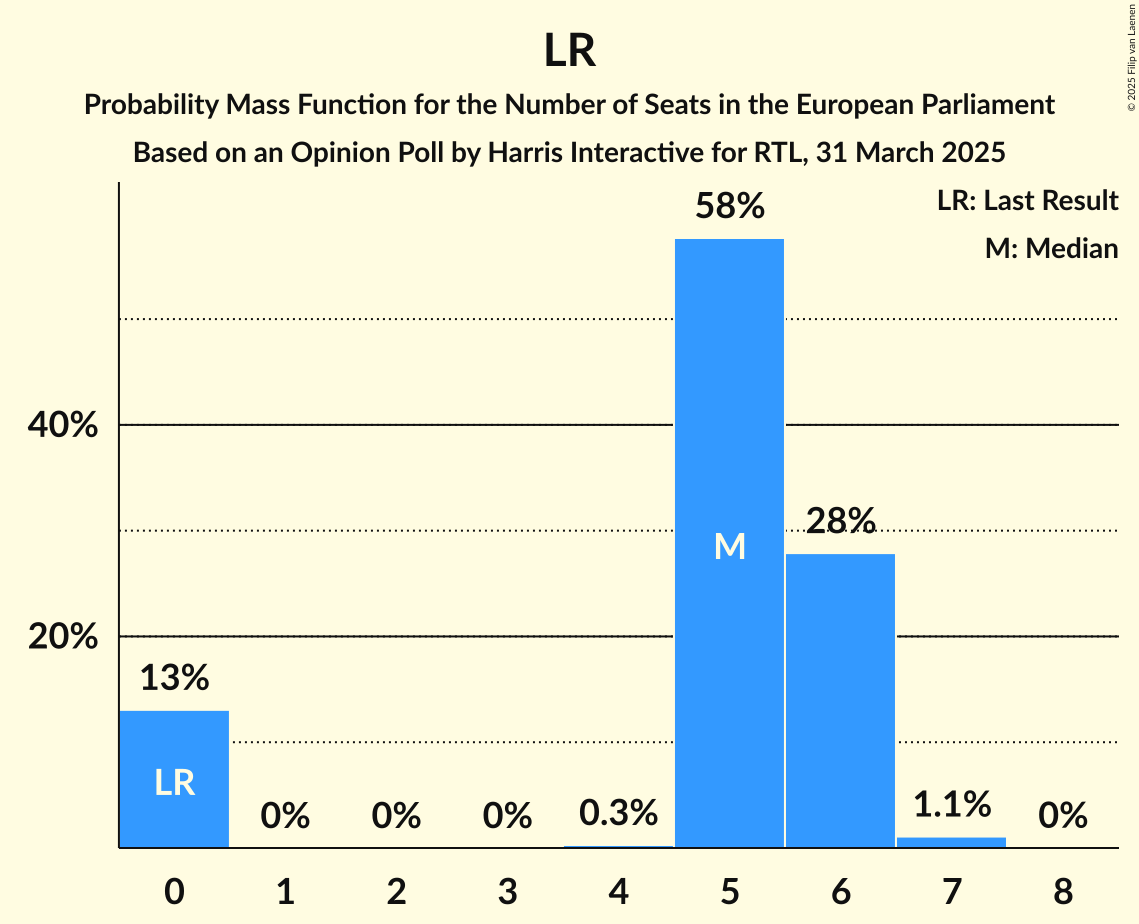 LR
Probability Mass Function for the Number of Seats in the European Parliament
Based on an Opinion Poll by Harris Interactive for RTL, 31 March 2025
© 2025 Filip van Laenen
LR: Last Result
M: Median
58%
40%
28%
M
20%
13%
LR
0%
0%
0%
0.3%
1.1%
0%
0
1
2
3
4
5
6
7
8